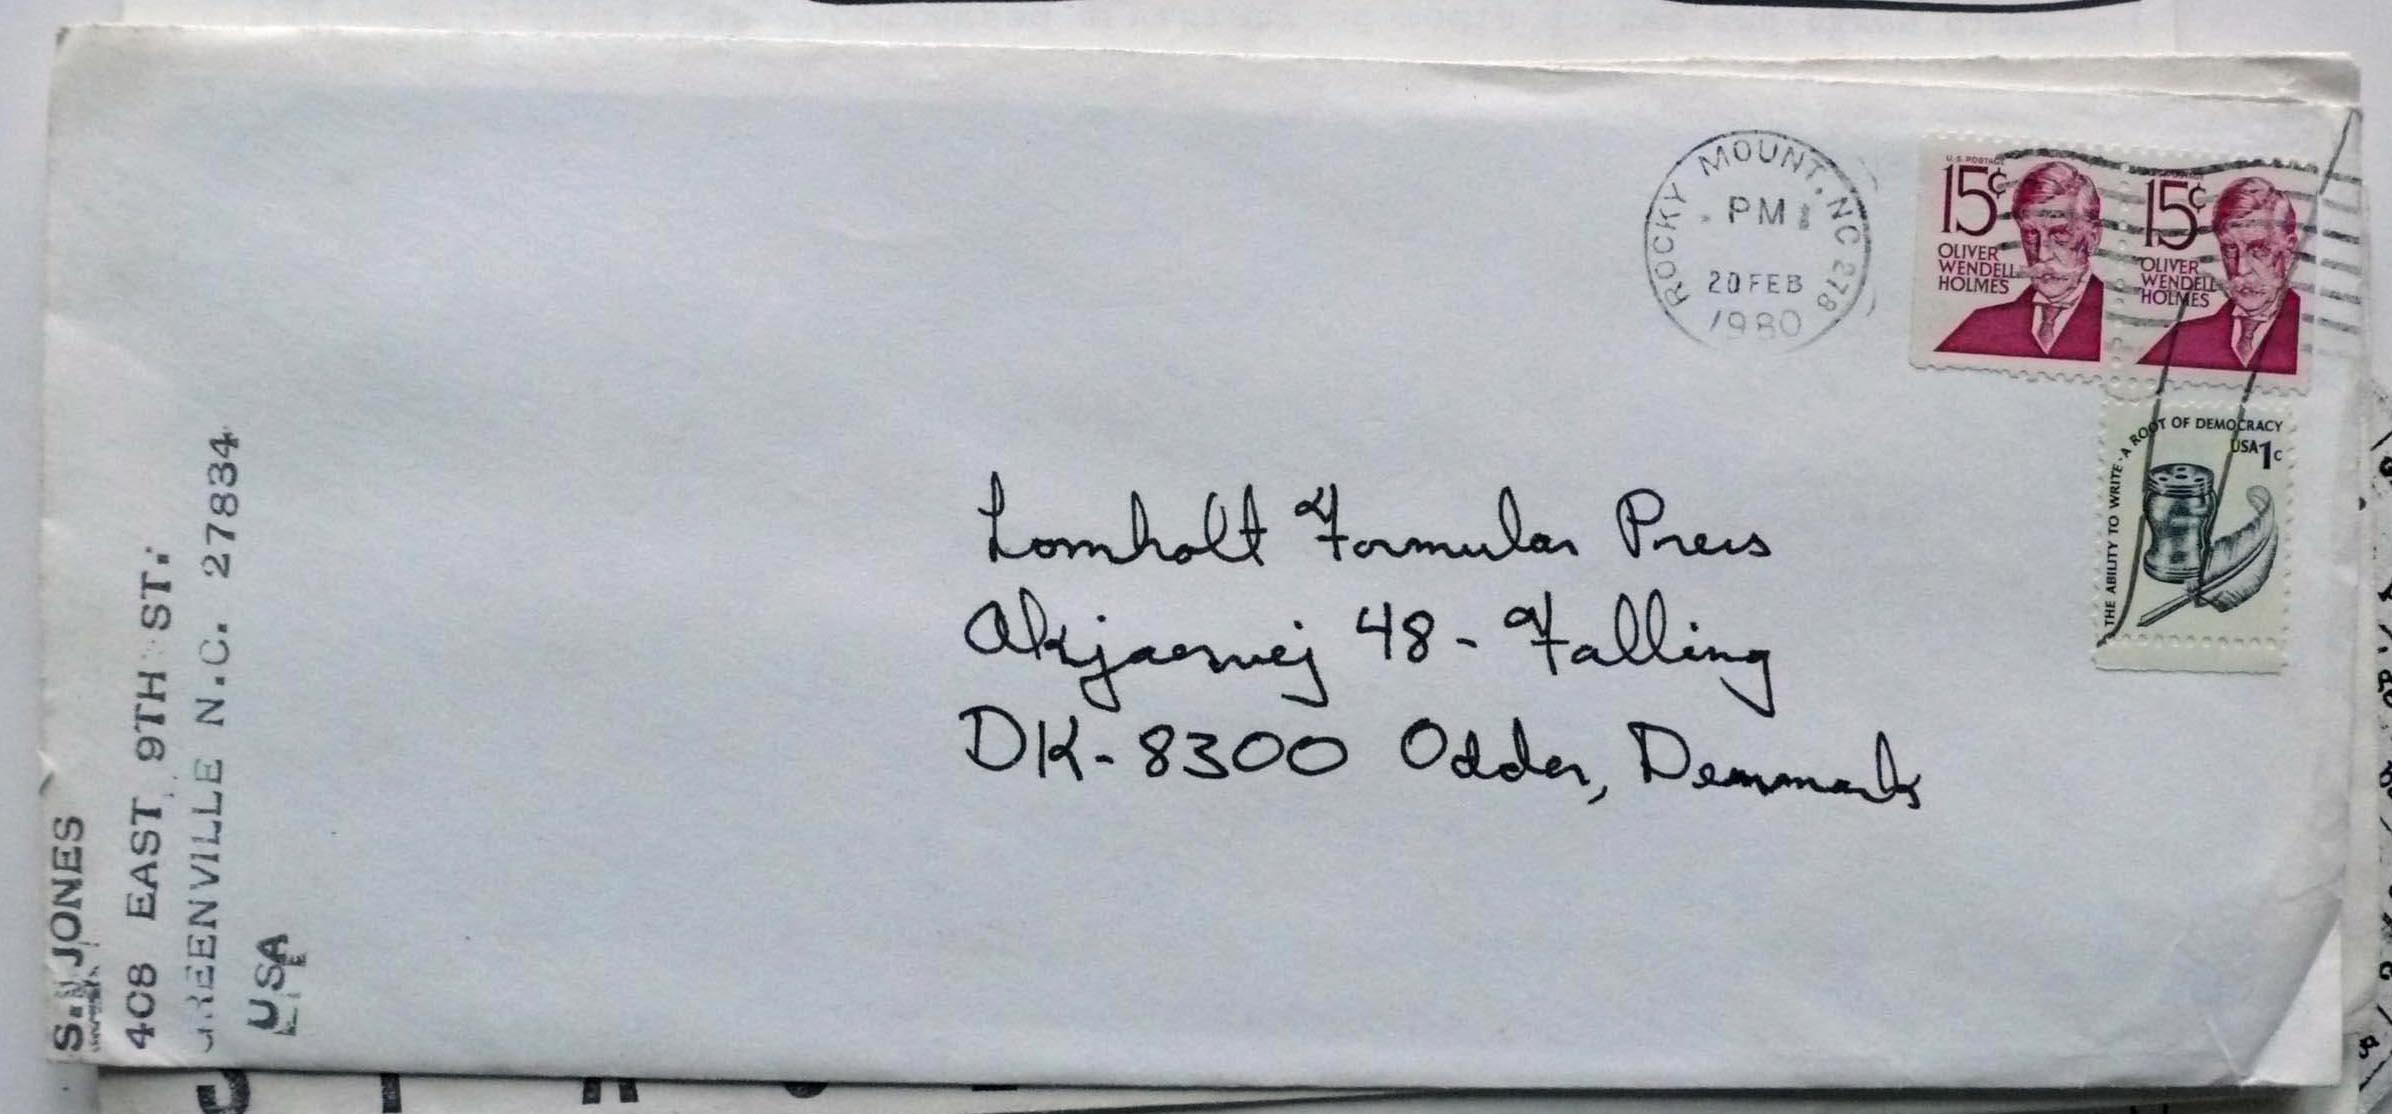 ROCKY MOUNT, NC 278
PM
20 FEB
1980
U.S. POSTAGE
15¢
OLIVER
WENDELL
HOLMES
15¢
OLIVER
WENDELL
HOLMES
THE ABILITY TO WRITE · A ROOT OF DEMOCRACY
USA 1c
Lomholt Formular Press
Akjaervej 48 - Falling
DK-8300 Odder, Denmark
S. JONES
408 EAST 9TH ST.
GREENVILLE N.C. 27834
USA